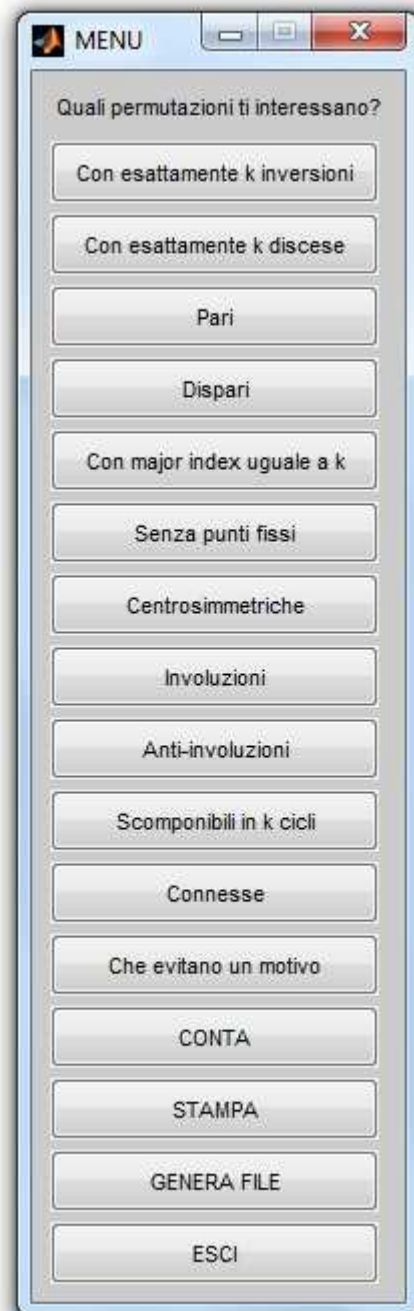 MENU
Quali permutazioni ti interessano?
Con esattamente k inversioni
Con esattamente k discese
Pari
Dispari
Con major index uguale a k
Senza punti fissi
Centrosimmetriche
Involuzioni
Anti-involuzioni
Scomponibili in k cicli
Connesse
Che evitano un motivo
CONTA
STAMPA
GENERA FILE
ESCI